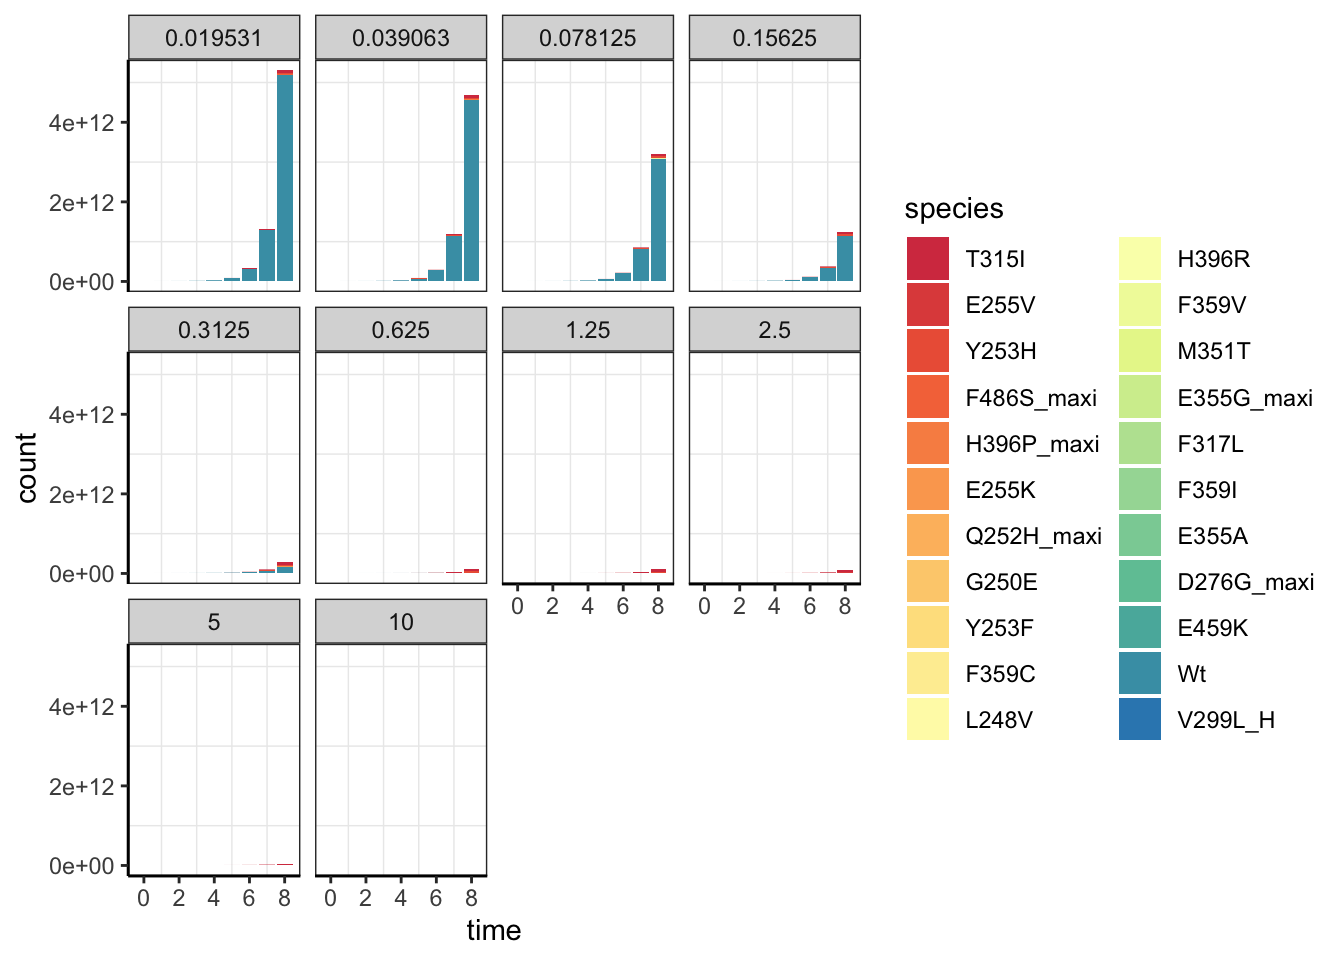 0.019531 0.039063 0.078125 0.15625
4e+12
2e+12
0e+00
0.3125 0.625 1.25 2.5
4e+12
2e+12
0e+00
0 2 4 6 8 0 2 4 6 8
5 10
4e+12
2e+12
0e+00
0 2 4 6 8 0 2 4 6 8
time
count
species
T315I
E255V
Y253H
F486S_maxi
H396P_maxi
E255K
Q252H_maxi
G250E
Y253F
F359C
L248V
H396R
F359V
M351T
E355G_maxi
F317L
F359I
E355A
D276G_maxi
E459K
Wt
V299L_H